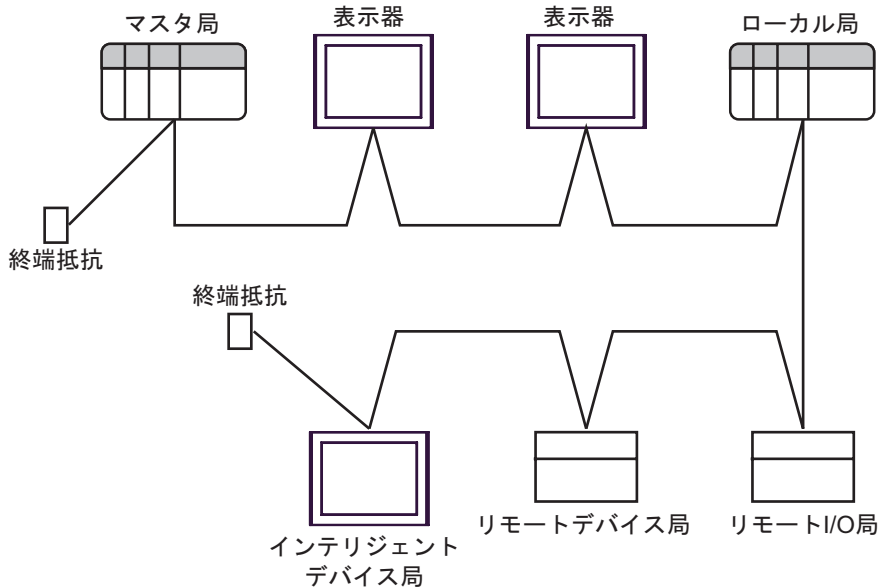 マスタ局
表示器
表示器
ローカル局
終端抵抗
終端抵抗
インテリジェント
デバイス局
リモートデバイス局
リモートI/O局